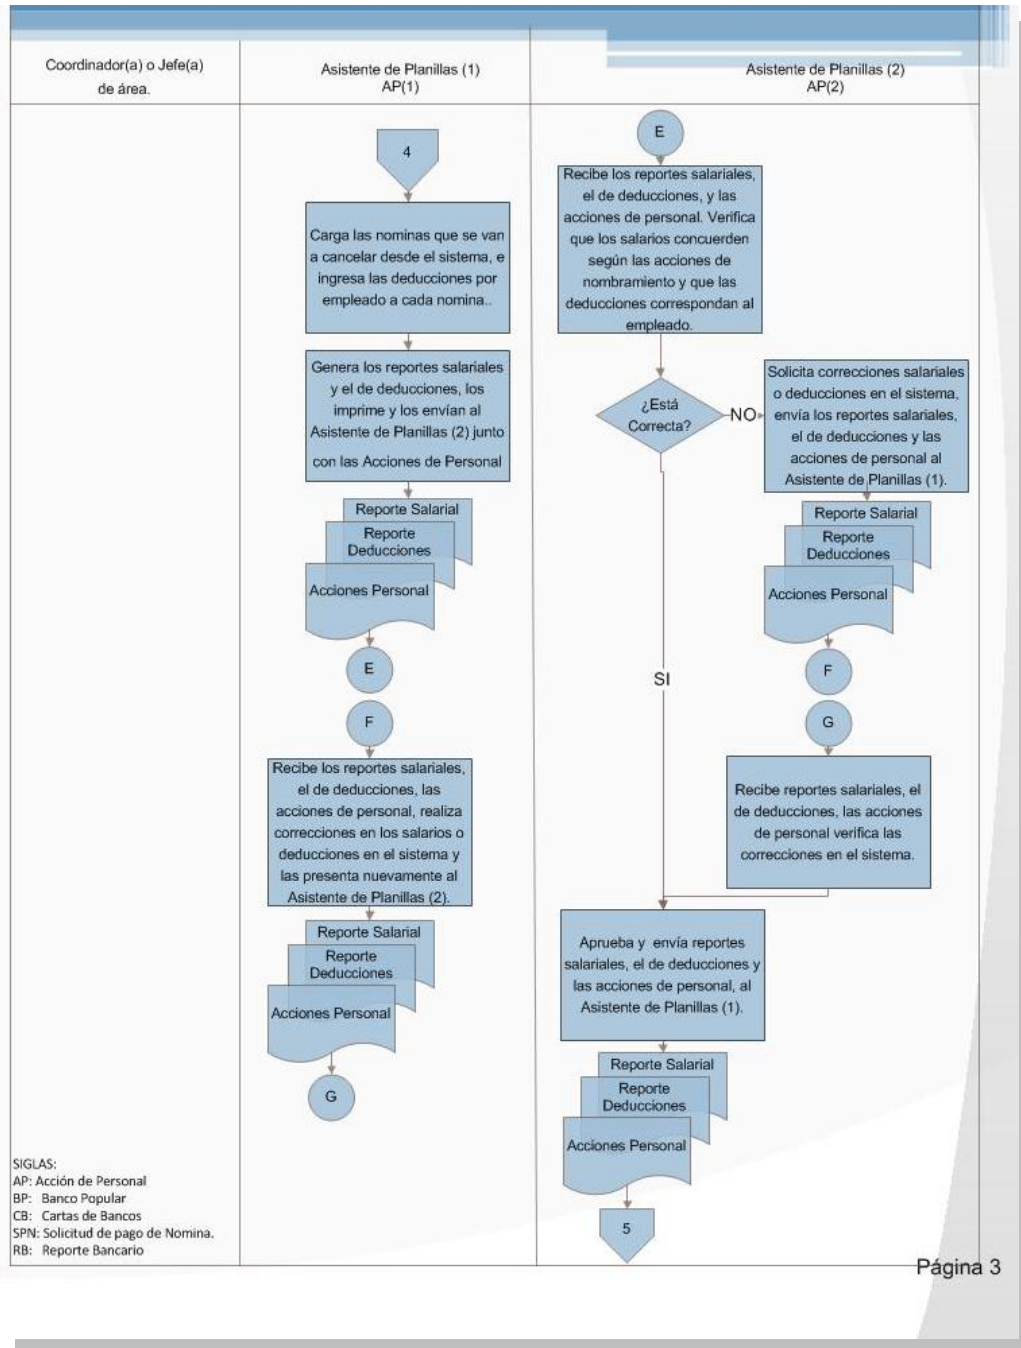 Coordinador(a) o Jefe(a)
de área.
Asistente de Planillas (1)
AP(1)
Asistente de Planillas (2)
AP(2)
4
Carga las nominas que se van
a cancelar desde el sistema, e
ingresa las deducciones por
empleado a cada nomina..
Genera los reportes salariales
y el de deducciones, los
imprime y los envían al
Asistente de Planillas (2) junto
con las Acciones de Personal
Reporte Salarial
Reporte
Deducciones
Acciones Personal
E
F
Recibe los reportes salariales,
el de deducciones, las
acciones de personal, realiza
correcciones en los salarios o
deducciones en el sistema y
las presenta nuevamente al
Asistente de Planillas (2).
Reporte Salarial
Reporte
Deducciones
Acciones Personal
G
E
Recibe los reportes salariales,
el de deducciones, y las
acciones de personal. Verifica
que los salarios concuerden
según las acciones de
nombramiento y que las
deducciones correspondan al
empleado.
¿Está
Correcta?
NO
SI
Solicita correcciones salariales
o deducciones en el sistema,
envía los reportes salariales,
el de deducciones y las
acciones de personal al
Asistente de Planillas (1).
Reporte Salarial
Reporte
Deducciones
Acciones Personal
F
G
Recibe reportes salariales, el
de deducciones, las acciones
de personal verifica las
correcciones en el sistema.
Aprueba y envía reportes
salariales, el de deducciones y
las acciones de personal, al
Asistente de Planillas (1).
Reporte Salarial
Reporte
Deducciones
Acciones Personal
5
SIGLAS:
AP: Acción de Personal
BP: Banco Popular
CB: Cartas de Bancos
SPN: Solicitud de pago de Nomina.
RB: Reporte Bancario
Página 3